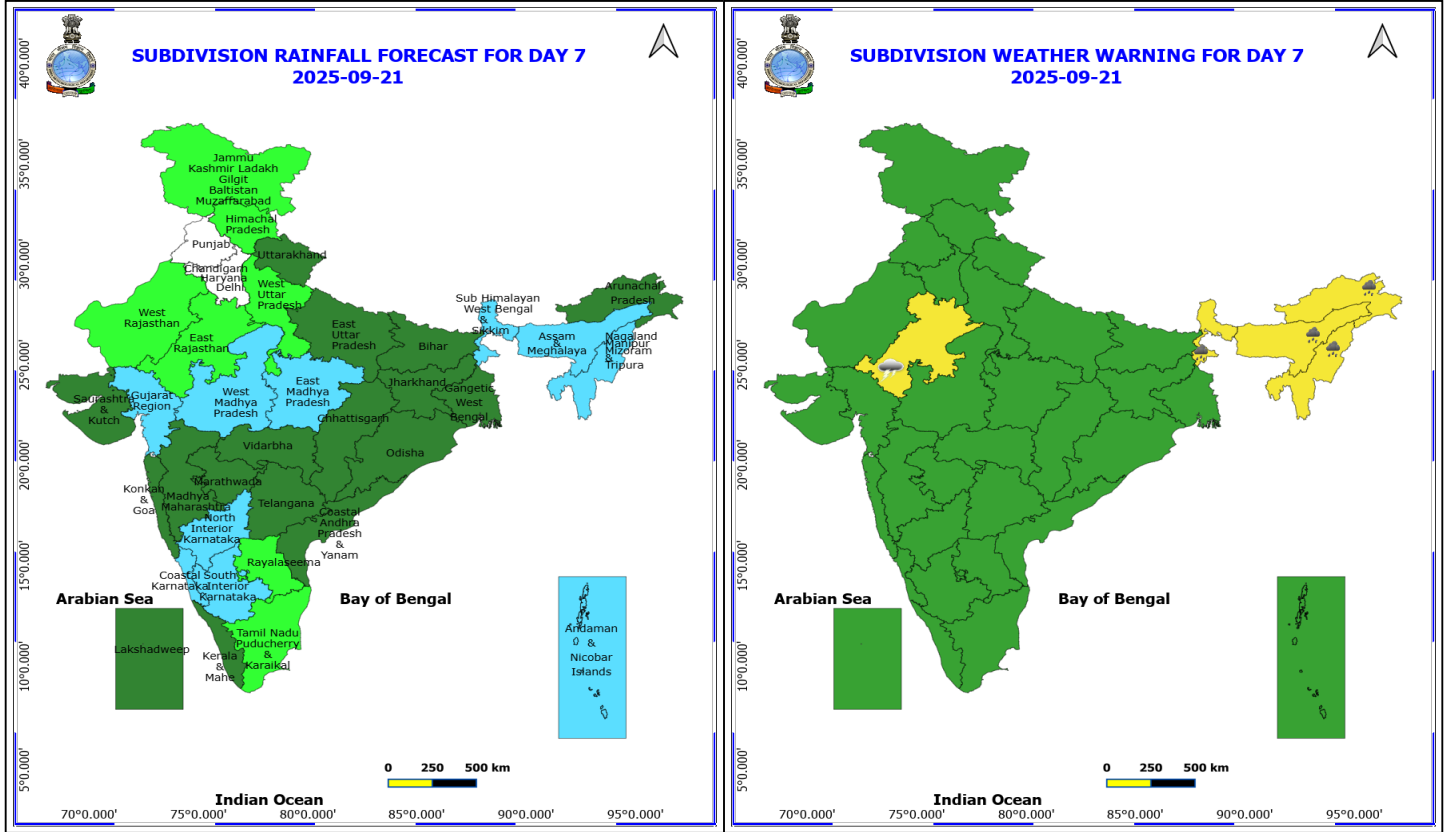 SUBDIVISION RAINFALL FORECAST FOR DAY 7
2025-09-21
40°0.000'
35°0.000'
30°0.000'
25°0.000'
20°0.000'
15°0.000'
10°0.000'
5°0.000'
Jammu
Kashmir Ladakh
Gilgit
Baltistan
Muzaffarabad
Himachal
Pradesh
Punjab
Uttarakhand
Chandigarh
Haryana
Delhi
West
Uttar
Pradesh
West
Rajasthan
East
Rajasthan
East
Uttar
Pradesh
Bihar
Sub Himalayan
West Bengal
&
Sikkim
Arunachal
Pradesh
Assam
&
Meghalaya
Nagaland
Manipur
Mizoram
&
Tripura
Jharkhand
Gangetic
West
Bengal
Saurashtra
&
Kutch
Gujarat
Region
West
Madhya
Pradesh
East
Madhya
Pradesh
Chhattisgarh
Vidarbha
Odisha
Marathwada
Madhya
Maharashtra
Konkan
&
Goa
Telangana
North
Interior
Karnataka
Coastal
Andhra
Pradesh
&
Yanam
Rayalaseema
Coastal
Karnataka
South
Interior
Karnataka
Arabian Sea
Bay of Bengal
Lakshadweep
Kerala
&
Mahe
Tamil Nadu
Puducherry
&
Karaikal
Andaman
&
Nicobar
Islands
0 250 500 km
Indian Ocean
70°0.000' 75°0.000' 80°0.000' 85°0.000' 90°0.000' 95°0.000'
SUBDIVISION WEATHER WARNING FOR DAY 7
2025-09-21
40°0.000'
35°0.000'
30°0.000'
25°0.000'
20°0.000'
15°0.000'
10°0.000'
5°0.000'
Arabian Sea
Bay of Bengal
0 250 500 km
Indian Ocean
70°0.000' 75°0.000' 80°0.000' 85°0.000' 90°0.000' 95°0.000'